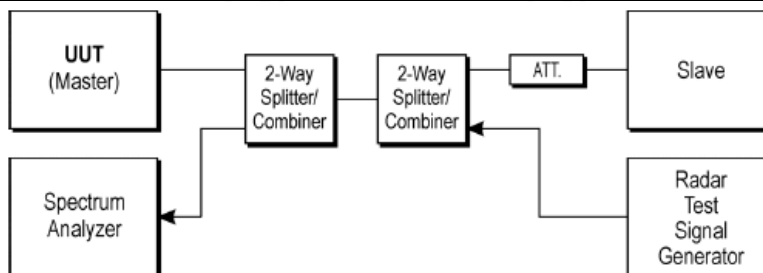 UUT
(Master)
2-Way
Splitter/
Combiner
2-Way
Splitter/
Combiner
ATT.
Slave
Spectrum
Analyzer
Radar
Test
Signal
Generator